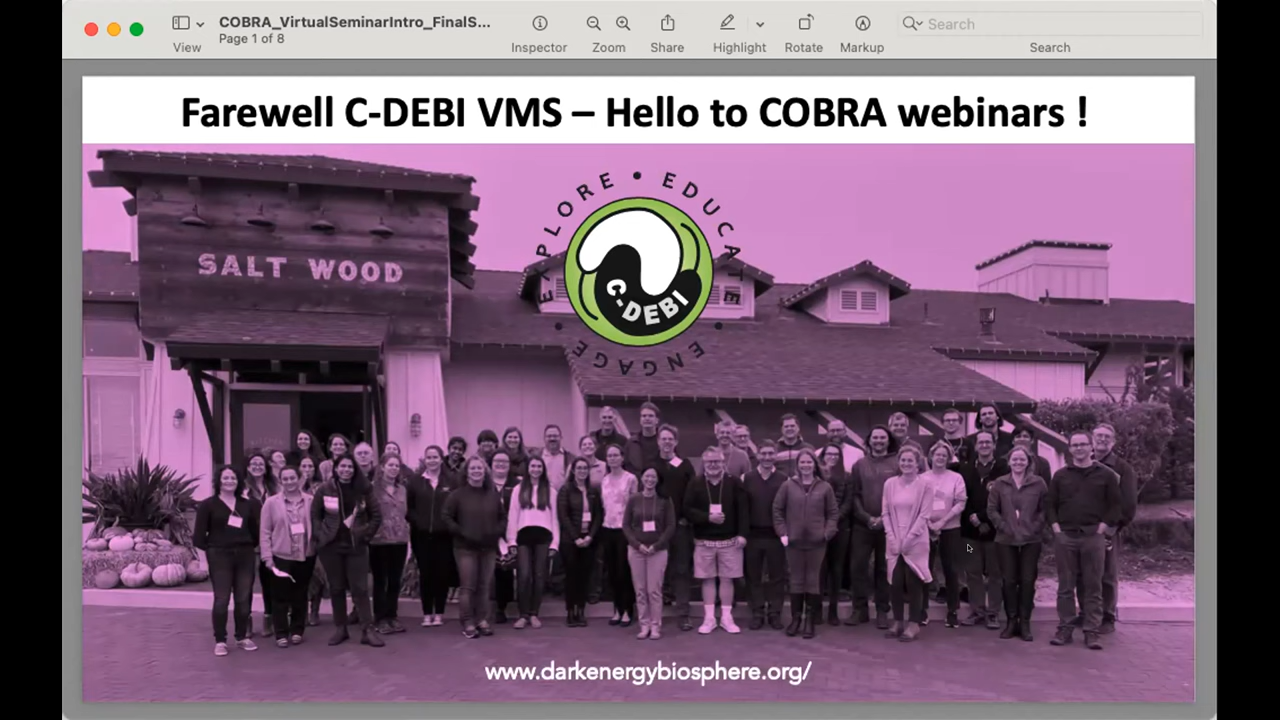 COBRA_VirtualSeminarIntro_FinalS...
Page 1 of 8
View
Inspector
Zoom
Share
Highlight
Rotate
Markup
Search
Search
Farewell C-DEBI VMS – Hello to COBRA webinars !
EXPLORE • EDUCATE • ENGAGE •
C-DEBI
SALT WOOD
www.darkenergybiosphere.org/